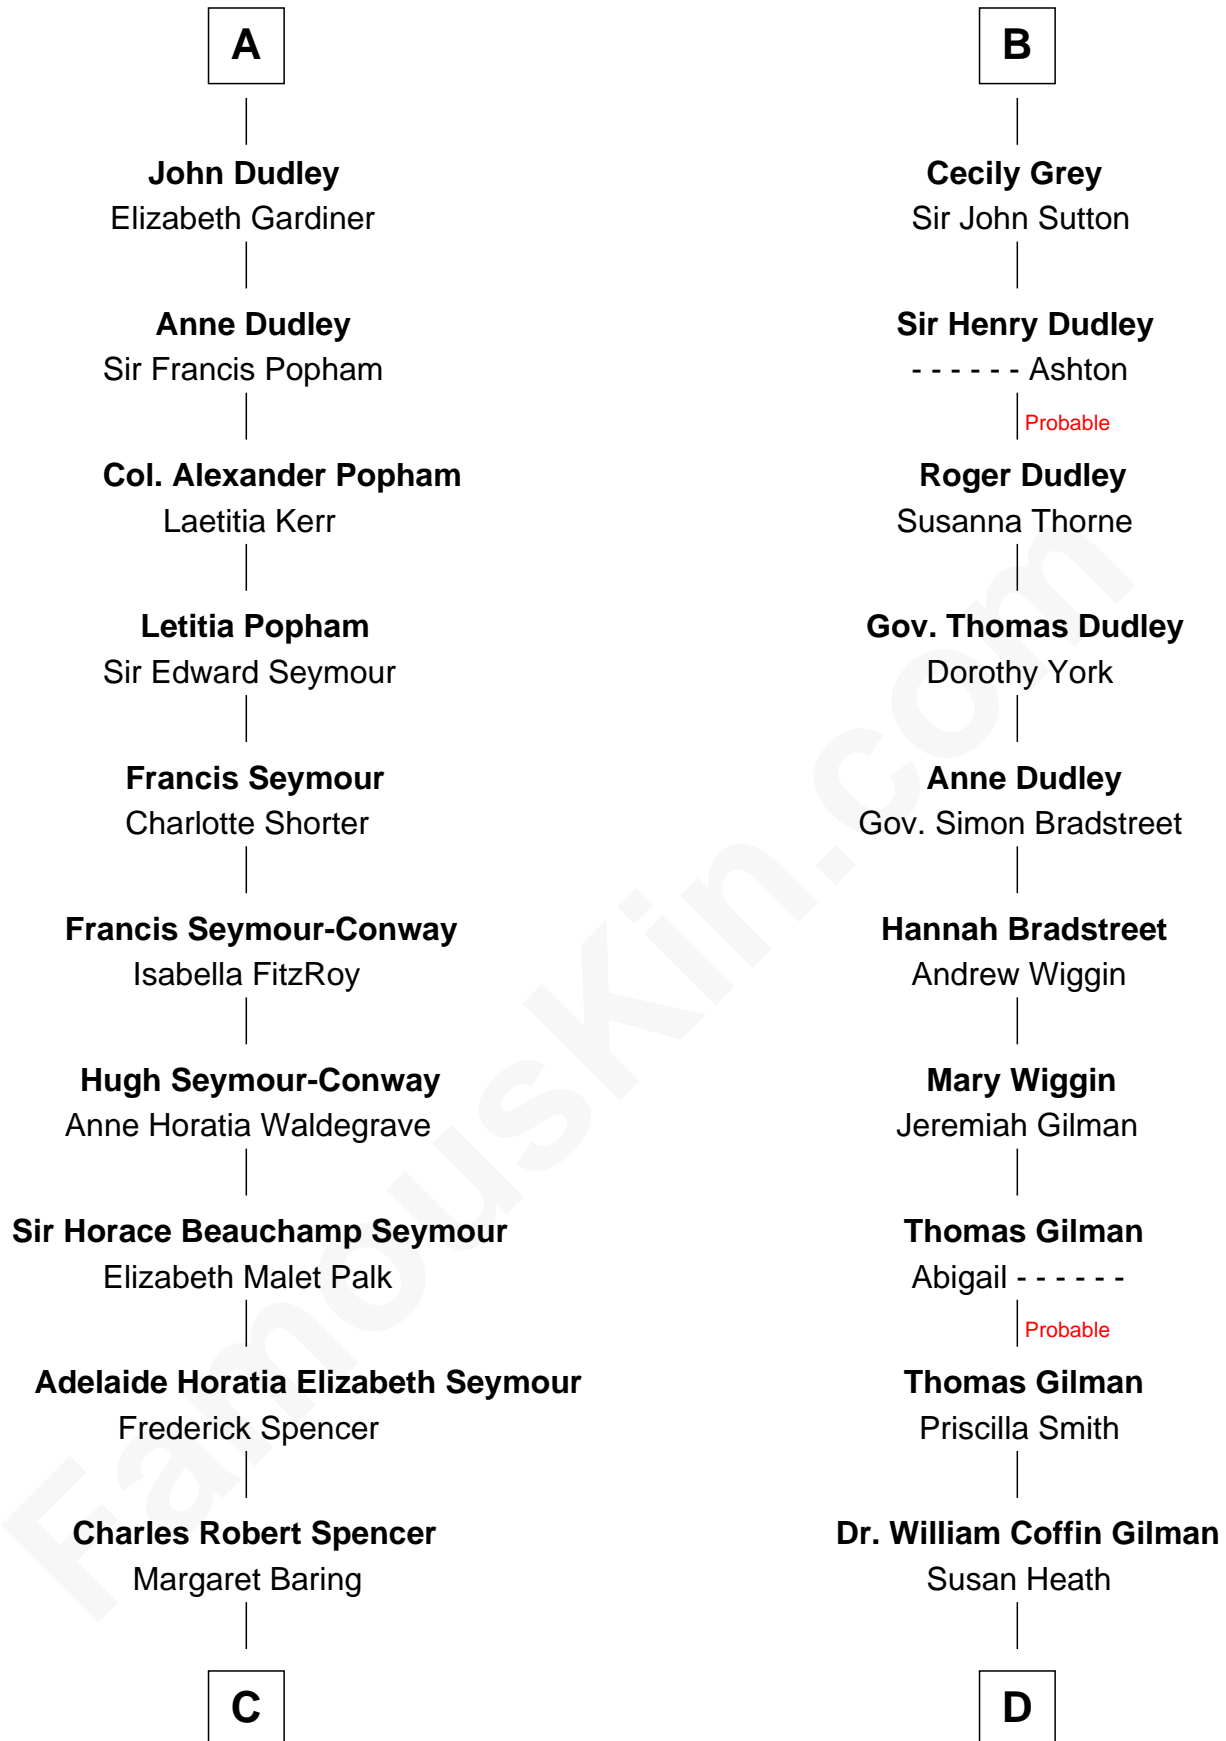 A
John Dudley
Elizabeth Gardiner
Anne Dudley
Sir Francis Popham
Col. Alexander Popham
Laetitia Kerr
Letitia Popham
Sir Edward Seymour
Francis Seymour
Charlotte Shorter
Francis Seymour-Conway
Isabella FitzRoy
Hugh Seymour-Conway
Anne Horatia Waldegrave
Sir Horace Beauchamp Seymour
Elizabeth Malet Palk
Adelaide Horatia Elizabeth Seymour
Frederick Spencer
Charles Robert Spencer
Margaret Baring
C
B
Cecily Grey
Sir John Sutton
Sir Henry Dudley
- - - - - - Ashton
Probable
Roger Dudley
Susanna Thorne
Gov. Thomas Dudley
Dorothy York
Anne Dudley
Gov. Simon Bradstreet
Hannah Bradstreet
Andrew Wiggin
Mary Wiggin
Jeremiah Gilman
Thomas Gilman
Abigail - - - - - -
Probable
Thomas Gilman
Priscilla Smith
Dr. William Coffin Gilman
Susan Heath
D
FamousKin.com